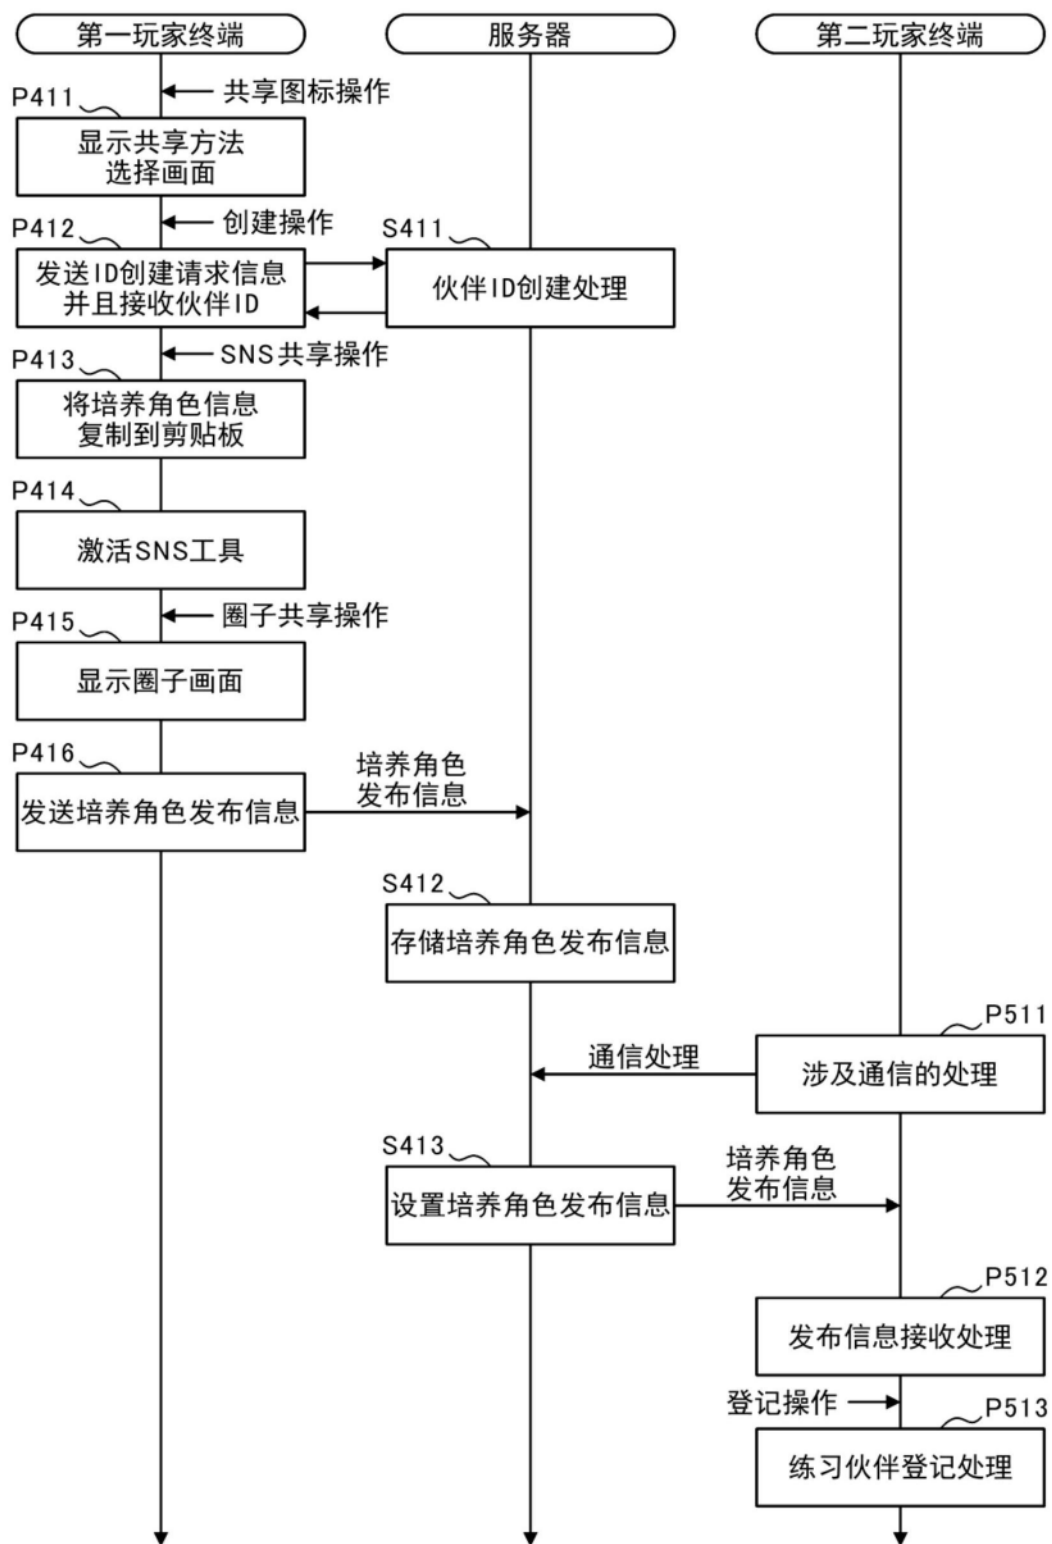 第一玩家终端
服务器
第二玩家终端
共享图标操作
P411
显示共享方法
选择画面
创建操作
P412
S411
发送ID创建请求信息
并且接收伙伴ID
伙伴ID创建处理
SNS共享操作
P413
将培养角色信息
复制到剪贴板
P414
激活SNS工具
圈子共享操作
P415
显示圈子画面
P416
培养角色
发布信息
发送培养角色发布信息
S412
存储培养角色发布信息
P511
通信处理
涉及通信的处理
S413
培养角色
发布信息
设置培养角色发布信息
P512
发布信息接收处理
登记操作
P513
练习伙伴登记处理